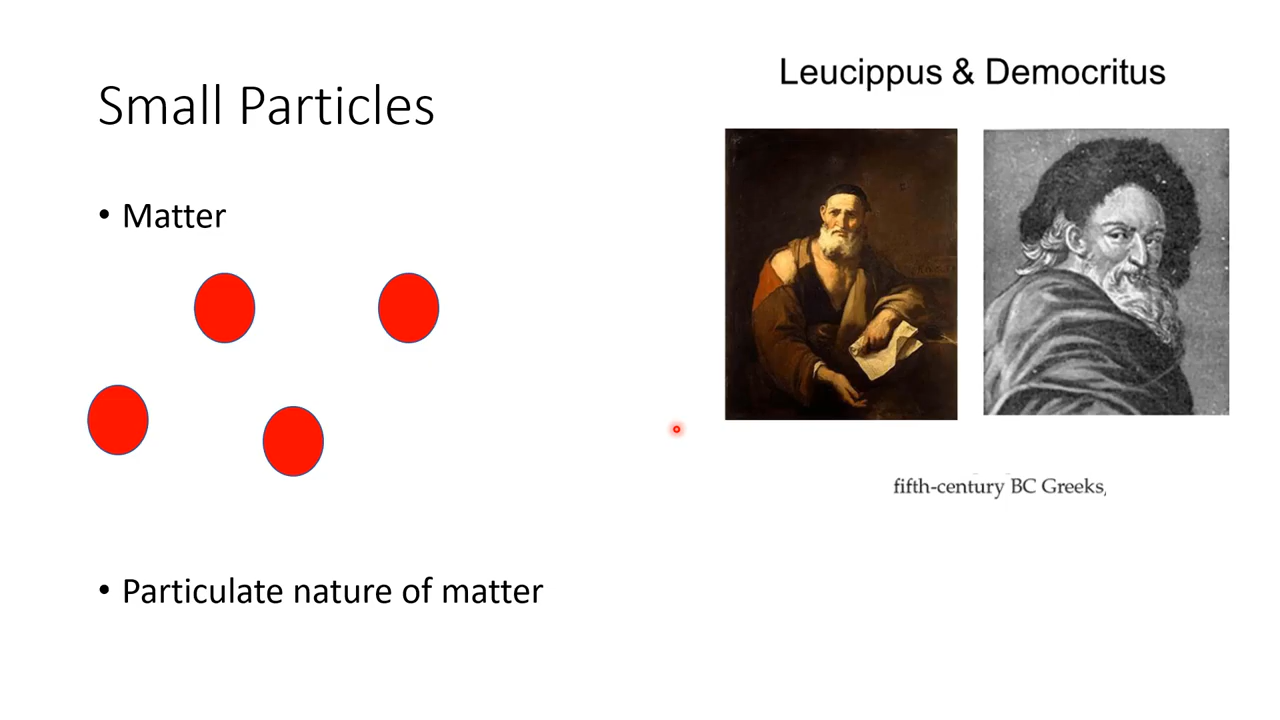 Small Particles
• Matter
• Particulate nature of matter
Leucippus & Democritus
fifth-century BC Greeks,